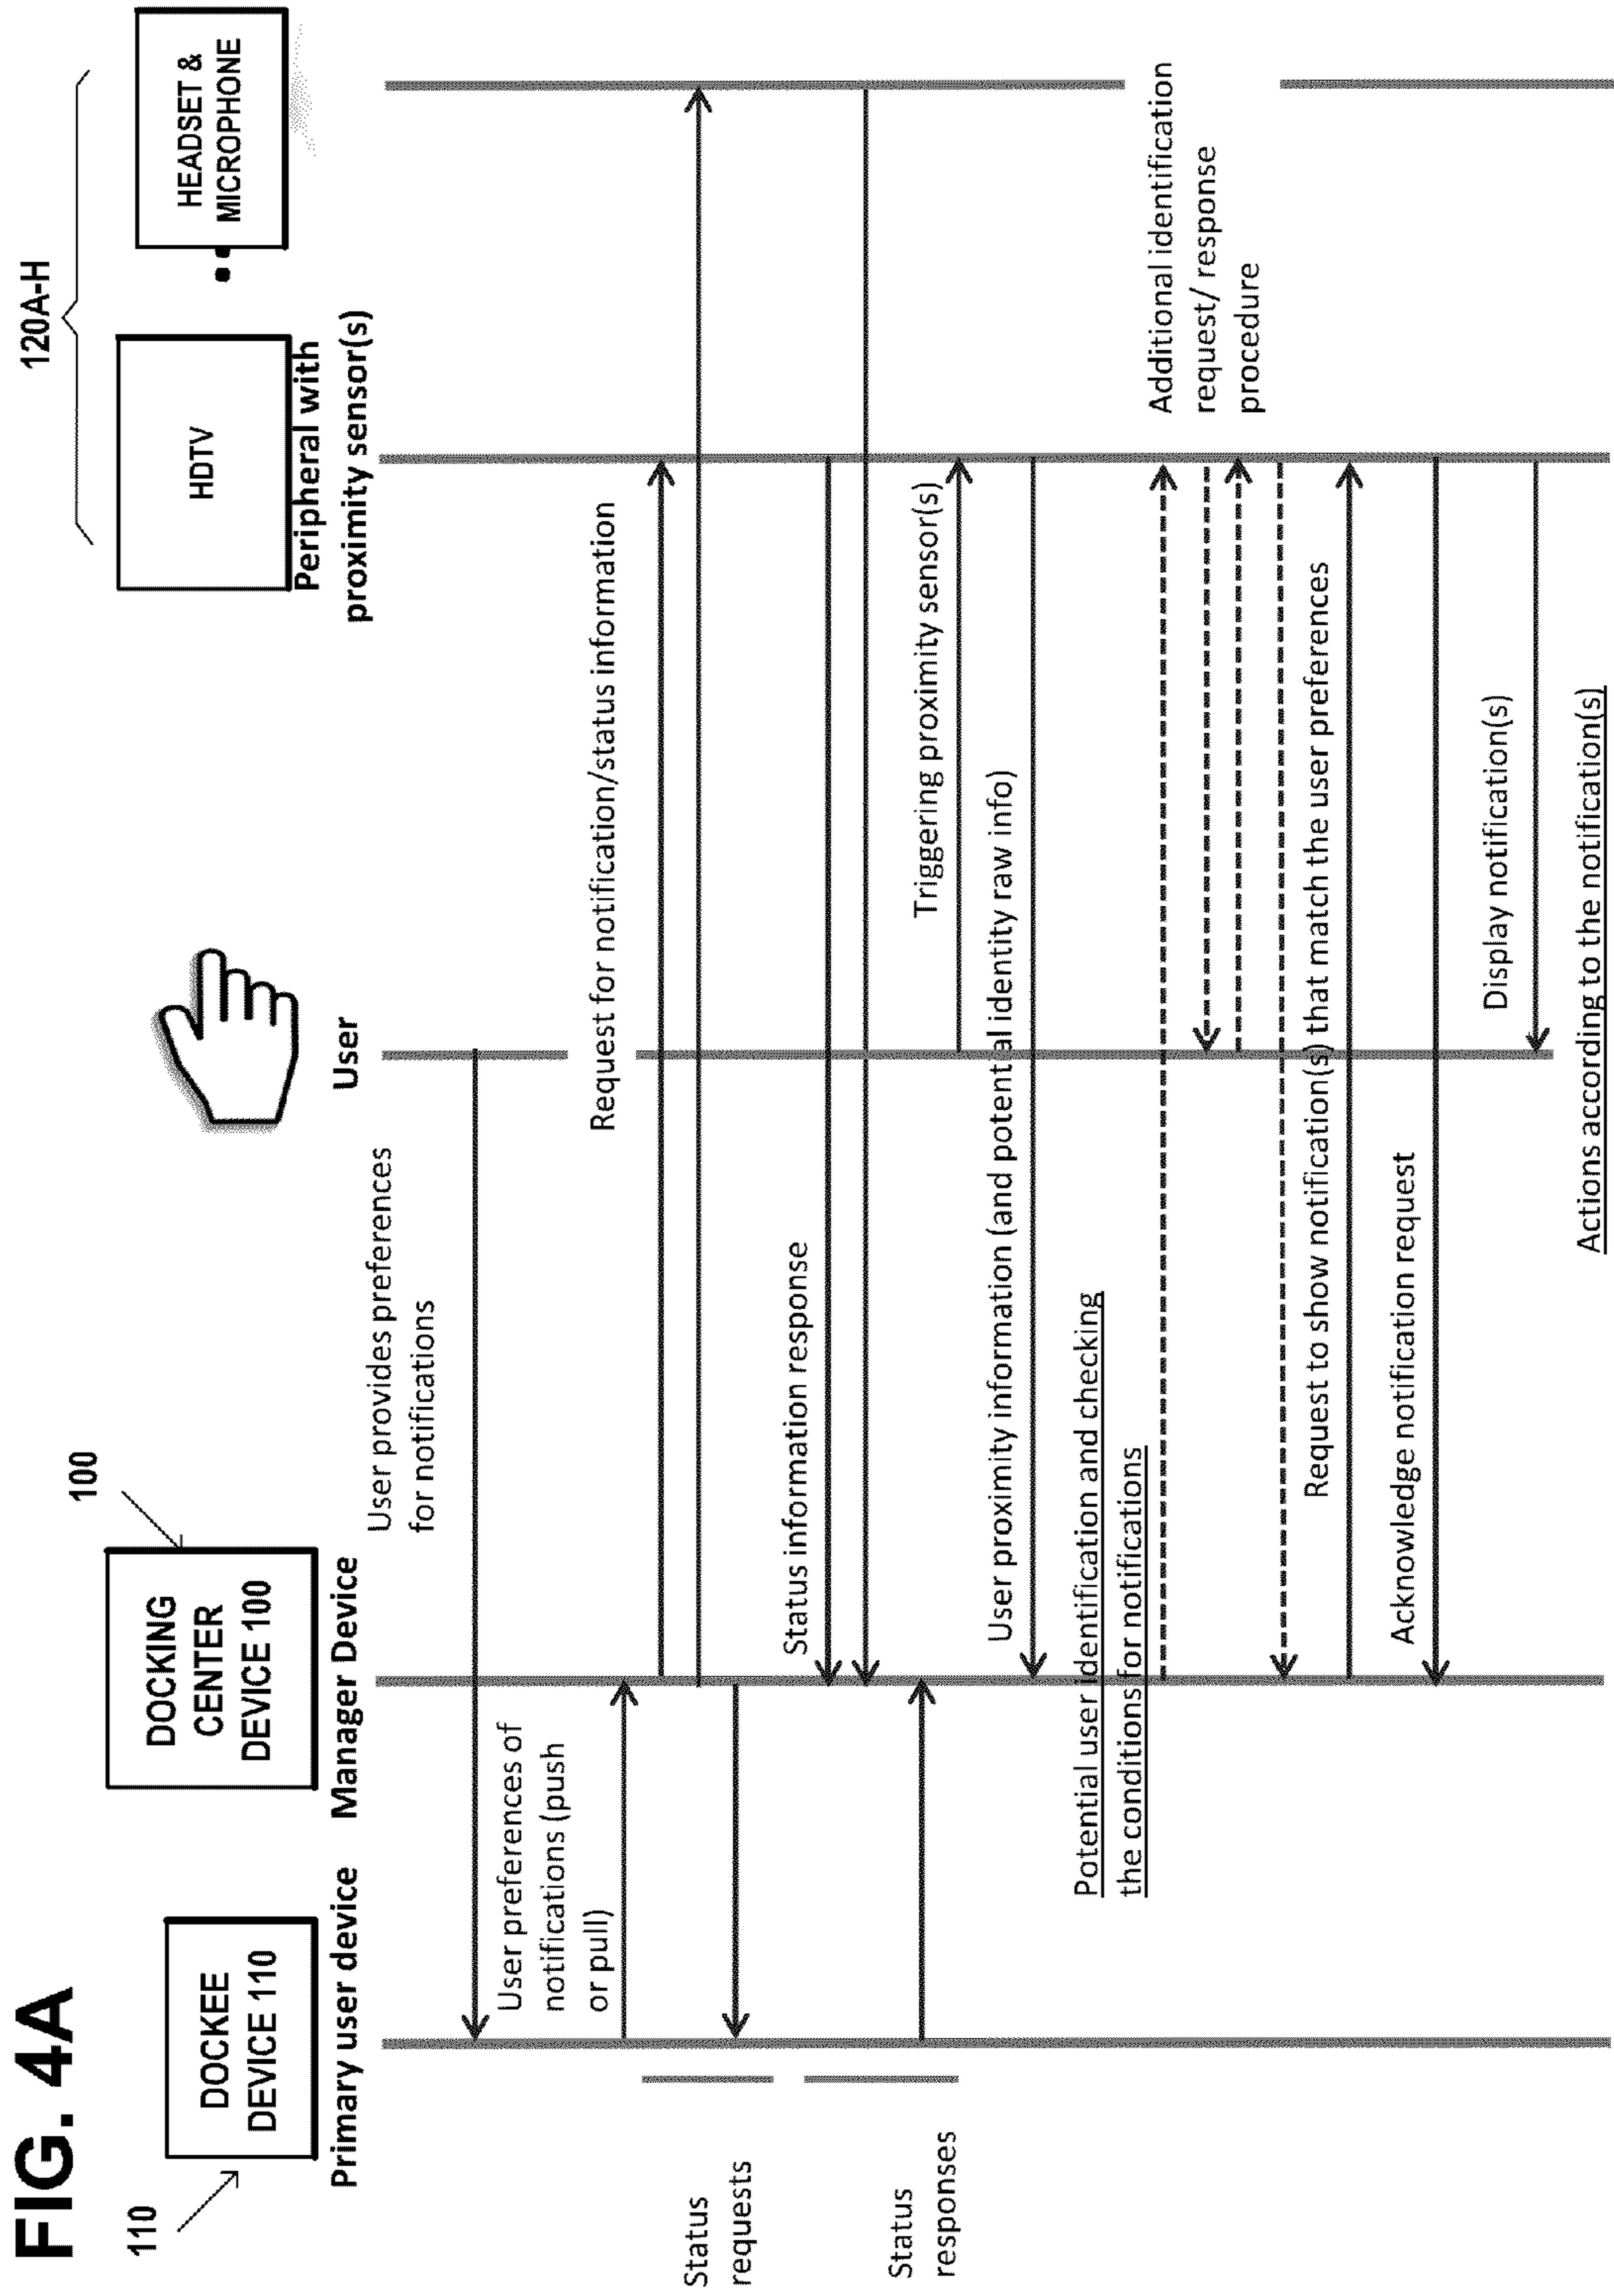 FIG. 4A
110
100
120A-H
DOCKEE
DEVICE 110
Primary user device
DOCKING
CENTER
DEVICE 100
Manager Device
User
HDTV
Peripheral with
proximity sensor(s)
HEADSET &
MICROPHONE
User provides preferences
for notifications
User preferences of
notifications (push
or pull)
Request for notification/status information
Status
requests
Status information response
Status
responses
Triggering proximity sensor(s)
User proximity information (and potential identity raw info)
Potential user identification and checking
the conditions for notifications
Additional identification
request/ response
procedure
Request to show notification(s) that match the user preferences
Acknowledge notification request
Display notification(s)
Actions according to the notification(s)